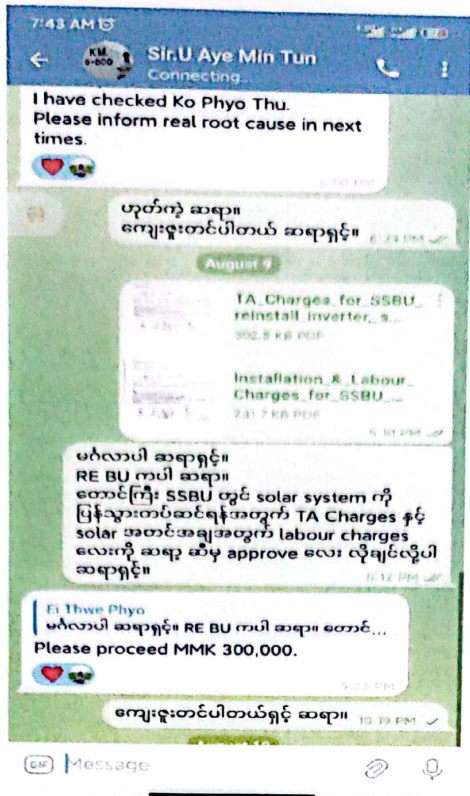 7:43 AM
KM
Sir.U Aye Min Tun
Connecting...
I have checked Ko Phyo Thu.
Please inform real root cause in next
times.
ဟုတ်ကဲ့ ဆရာ။
ကျေးဇူးတင်ပါတယ် ဆရာရှင့်။
August 9
TA_Charges_for_SSBU_
reinstall_inverter_s...
302.8 KB PDF
Installation_&_Labour_
Charges_for_SSBU_...
231.7 KB PDF
5:10 PM
မင်္ဂလာပါ ဆရာရှင့်။
RE BU ကပါ ဆရာ။
တောင်ကြီး SSBU တွင် solar system ကို
ပြန်သွားတပ်ဆင်ရန်အတွက် TA Charges နှင့်
solar အတင်အချအတွက် labour charges
လေးကို ဆရာ့ ဆီမှ approve လေး လိုချင်လို့ပါ
ဆရာရှင့်။
5:12 PM
Ei Thwe Phyo
မင်္ဂလာပါ ဆရာရှင့်။ RE BU ကပါ ဆရာ။ တောင်...
Please proceed MMK 300,000.
ကျေးဇူးတင်ပါတယ်ရှင့် ဆရာ။
10:19 PM
GIF
Message